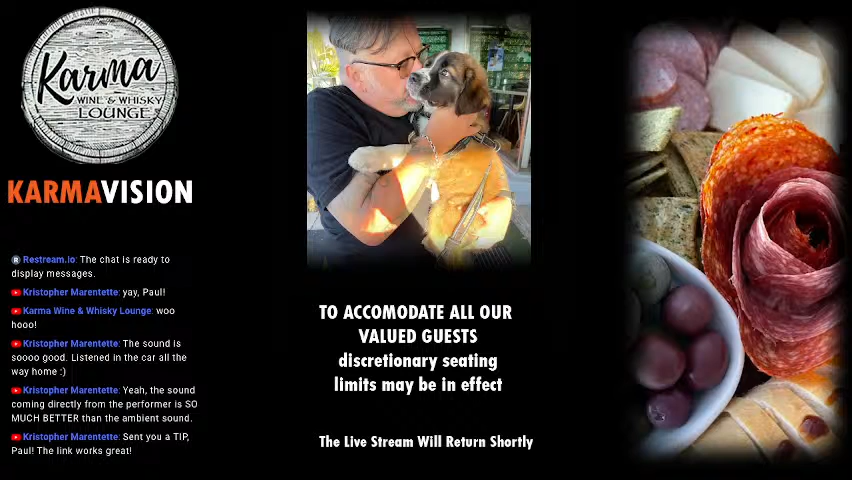 Karma
WINE & WHISKY
LOUNGE
KARMAVISION
Restream.io: The chat is ready to
display messages.
Kristopher Marentette: yay, Paul!
Karma Wine & Whisky Lounge: woo
hooo!
Kristopher Marentette: The sound is
soooo good. Listened in the car all the
way home :)
Kristopher Marentette: Yeah, the sound
coming directly from the performer is SO
MUCH BETTER than the ambient sound.
Kristopher Marentette: Sent you a TIP,
Paul! The link works great!
TO ACCOMODATE ALL OUR
VALUED GUESTS
discretionary seating
limits may be in effect
The Live Stream Will Return Shortly